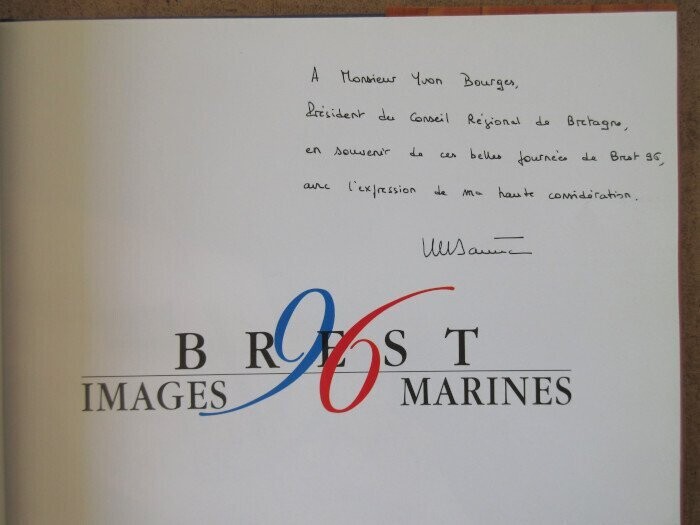 A Monsieur Yvon Bourges,
Président du Conseil Régional de Bretagne,
en souvenir de ces belles journées de Brest 96,
avec l'expression de ma haute considération.
BREST
96
IMAGES MARINES